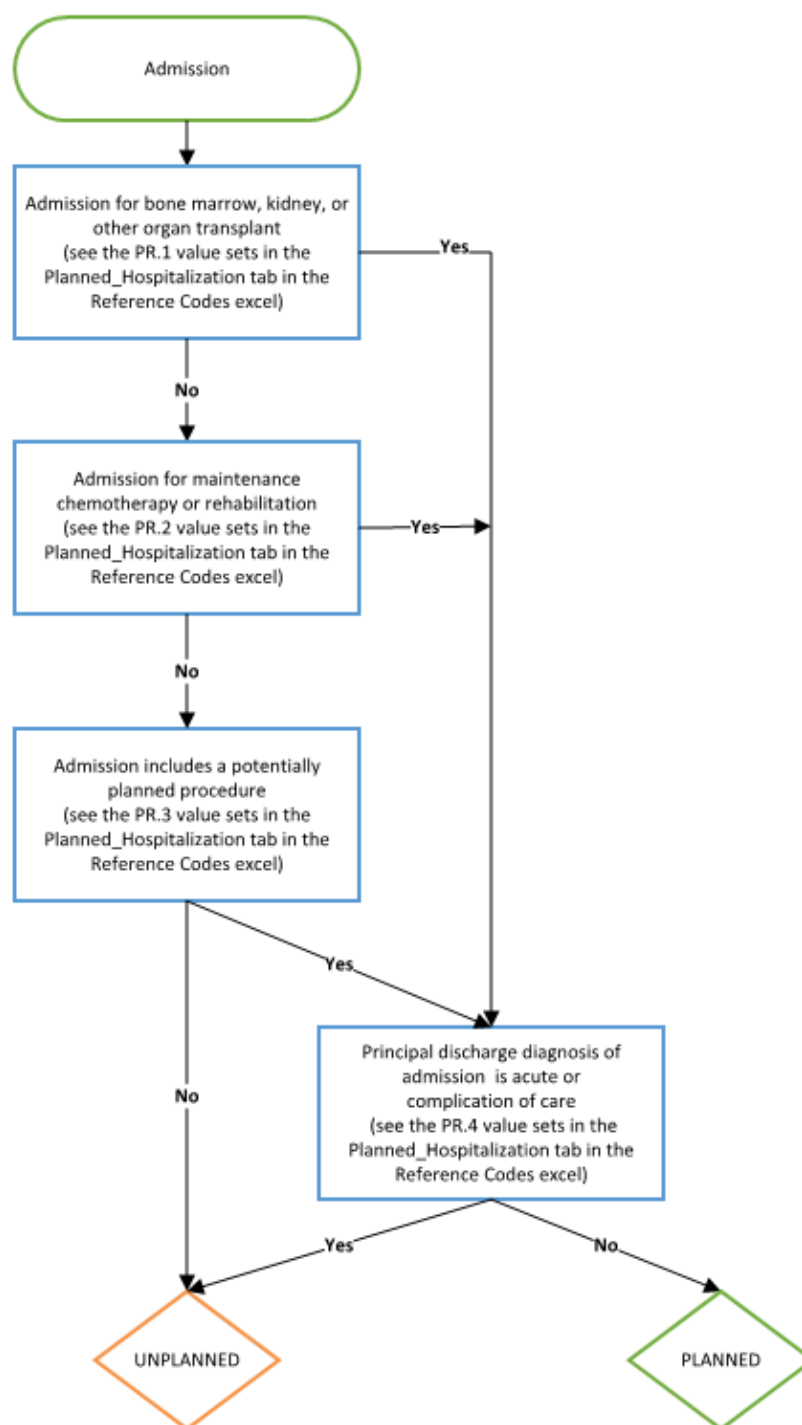 Admission
Admission for bone marrow, kidney, or
other organ transplant
(see the PR.1 value sets in the
Planned_Hospitalization tab in the
Reference Codes excel)
Yes
No
Admission for maintenance
chemotherapy or rehabilitation
(see the PR.2 value sets in the
Planned_Hospitalization tab in the
Reference Codes excel)
Yes
No
Admission includes a potentially
planned procedure
(see the PR.3 value sets in the
Planned_Hospitalization tab in the
Reference Codes excel)
Yes
No
Principal discharge diagnosis of
admission is acute or
complication of care
(see the PR.4 value sets in the
Planned_Hospitalization tab in the
Reference Codes excel)
Yes
No
UNPLANNED
PLANNED